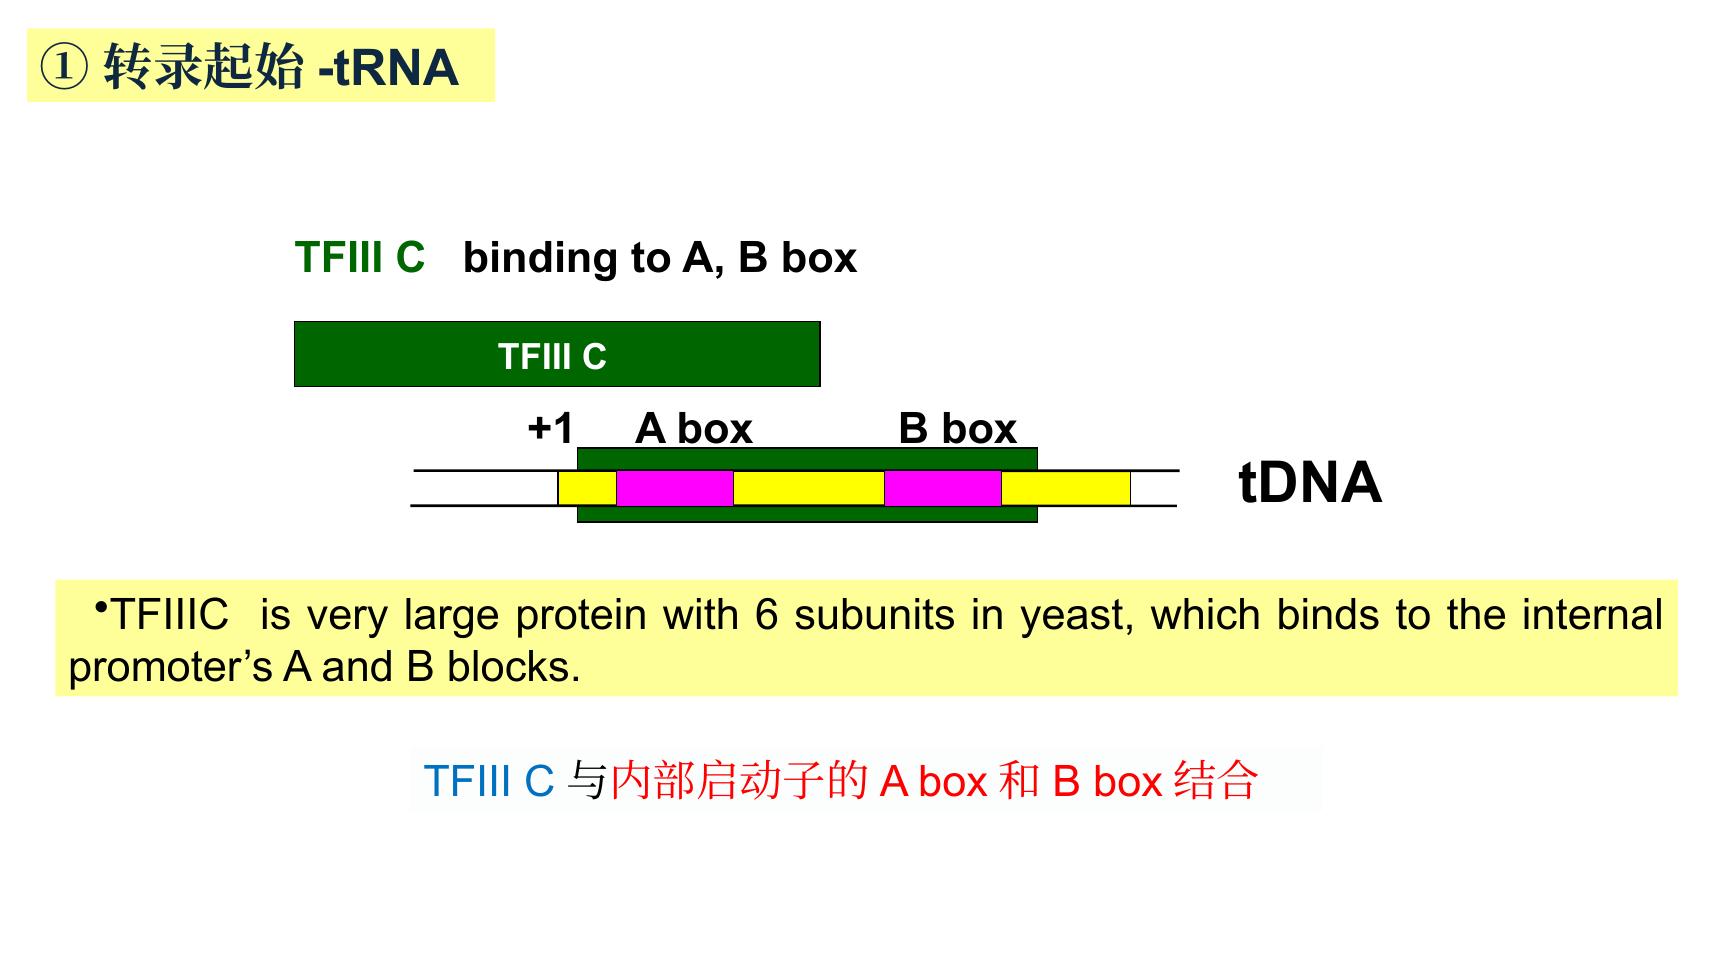 ① 转录起始 -tRNA
TFIII C binding to A, B box
TFIII C
+1 A box B box
tDNA
•TFIIIC is very large protein with 6 subunits in yeast, which binds to the internal
promoter’s A and B blocks.
TFIII C 与内部启动子的 A box 和 B box 结合